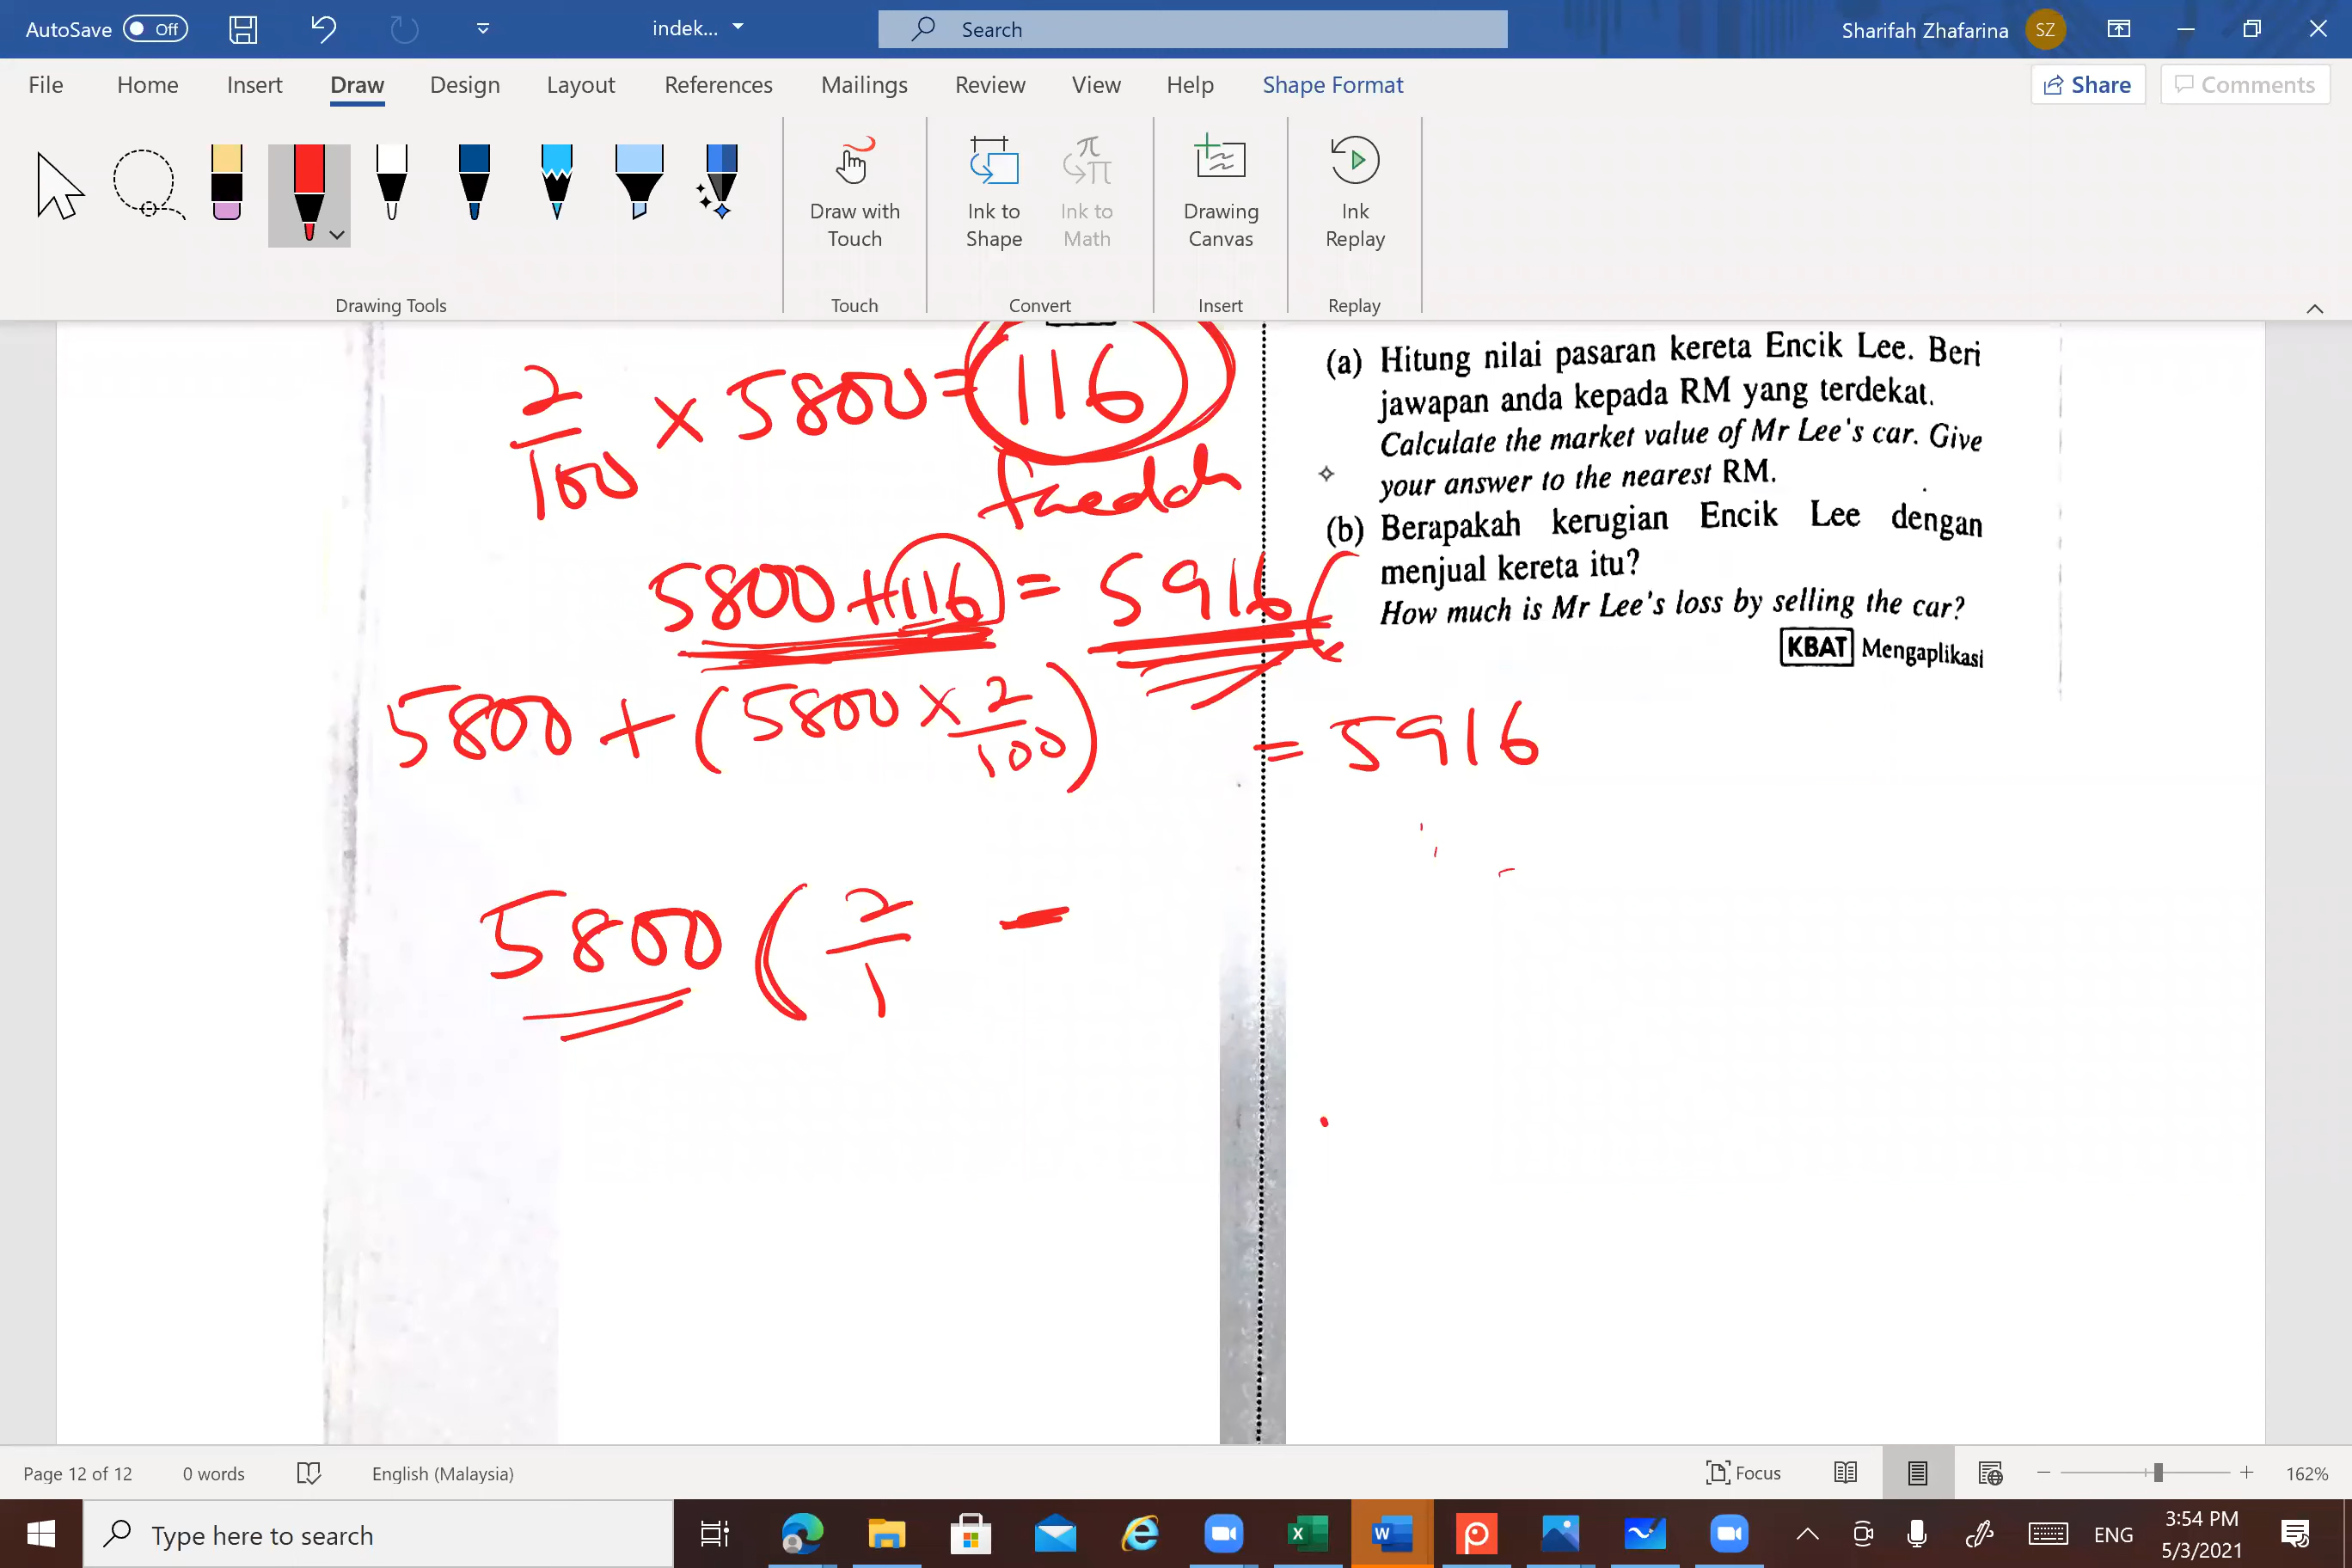 AutoSave Off indek... Search Sharifah Zhafarina SZ
File Home Insert Draw Design Layout References Mailings Review View Help Shape Format Share Comments
Draw with Touch
Ink to Shape
Ink to Math
Drawing Canvas
Ink Replay
Drawing Tools Touch Convert Insert Replay
2/100 × 5800 = 116
5800 + 116 = 5916
5800 + (5800 × 2/100) = 5916
5800 ( 2/1 -
(a) Hitung nilai pasaran kereta Encik Lee. Beri
jawapan anda kepada RM yang terdekat.
Calculate the market value of Mr Lee's car. Give
your answer to the nearest RM.
(b) Berapakah kerugian Encik Lee dengan
menjual kereta itu?
How much is Mr Lee's loss by selling the car?
KBAT Mengaplikasi
Page 12 of 12 0 words English (Malaysia) Focus 162%
Type here to search ENG 3:54 PM
5/3/2021